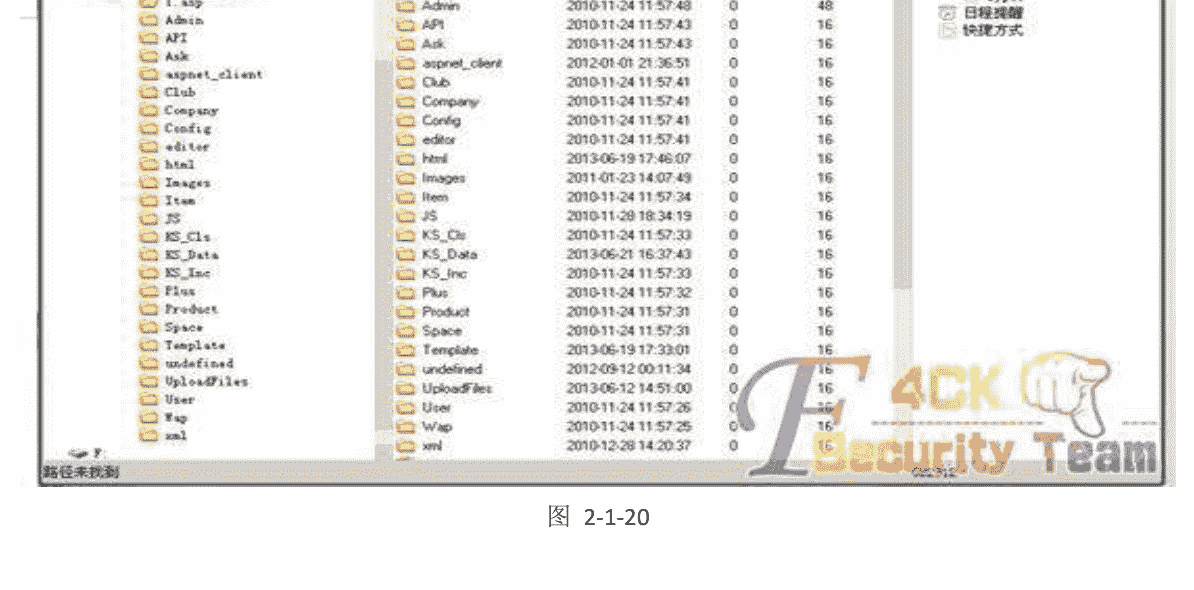 1.asp
Admin
API
Ask
aspnet_client
Club
Company
Config
editor
html
Images
Item
JS
KS_Cls
KS_Data
KS_Inc
Plus
Product
Space
Template
undefined
UploadFiles
User
Wap
xml
F:
路径未找到
Admin 2010-11-24 11:57:48 0 48
API 2010-11-24 11:57:43 0 16
Ask 2010-11-24 11:57:43 0 16
aspnet_client 2012-01-01 21:36:51 0 16
Club 2010-11-24 11:57:41 0 16
Company 2010-11-24 11:57:41 0 16
Config 2010-11-24 11:57:41 0 16
editor 2010-11-24 11:57:41 0 16
html 2013-06-19 17:46:07 0 16
Images 2011-01-23 14:07:49 0 16
Item 2010-11-24 11:57:34 0 16
JS 2010-11-28 18:34:19 0 16
KS_Cls 2010-11-24 11:57:33 0 16
KS_Data 2013-06-21 16:37:43 0 16
KS_Inc 2010-11-24 11:57:33 0 16
Plus 2010-11-24 11:57:32 0 16
Product 2010-11-24 11:57:31 0 16
Space 2010-11-24 11:57:31 0 16
Template 2013-06-19 17:33:01 0 16
undefined 2012-09-12 00:11:34 0 16
UploadFiles 2013-06-12 14:51:00 0 16
User 2010-11-24 11:57:26 0 16
Wap 2010-11-24 11:57:25 0 16
xml 2010-12-28 14:20:37 0 16
日程提醒
快捷方式
F4CK
Security Team
GB2312
图 2-1-20